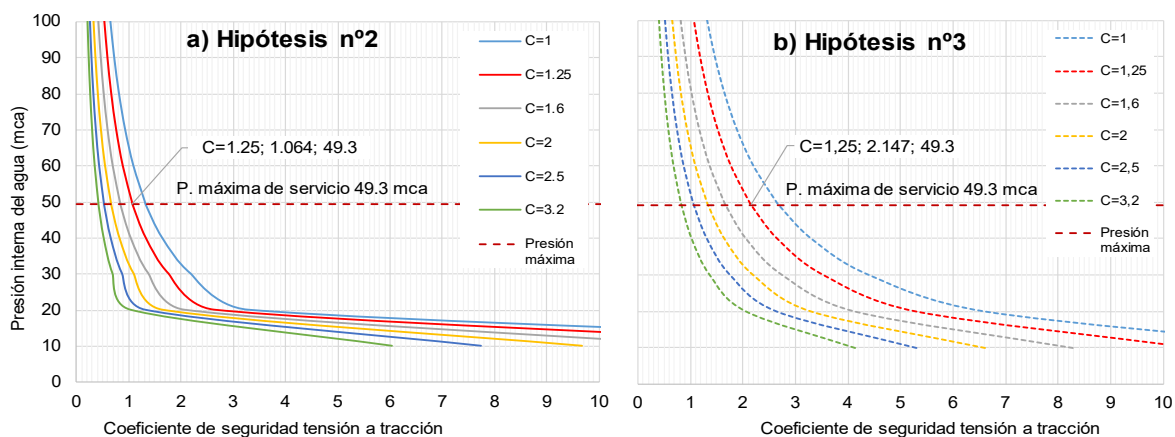 a) Hipótesis nº2
Presión interna del agua (mca)
100
90
80
70
60
50
40
30
20
10
0
C=1
C=1.25
C=1.6
C=2
C=2.5
C=3.2
Presión
máxima
C=1.25; 1.064; 49.3
P. máxima de servicio 49.3 mca
0 1 2 3 4 5 6 7 8 9 10
Coeficiente de seguridad tensión a tracción
b) Hipótesis nº3
C=1
C=1,25
C=1,6
C=2
C=2,5
C=3,2
Presión
máxima
C=1,25; 2.147; 49.3
P. máxima de servicio 49.3 mca
0 1 2 3 4 5 6 7 8 9 10
Coeficiente de seguridad tensión a tracción